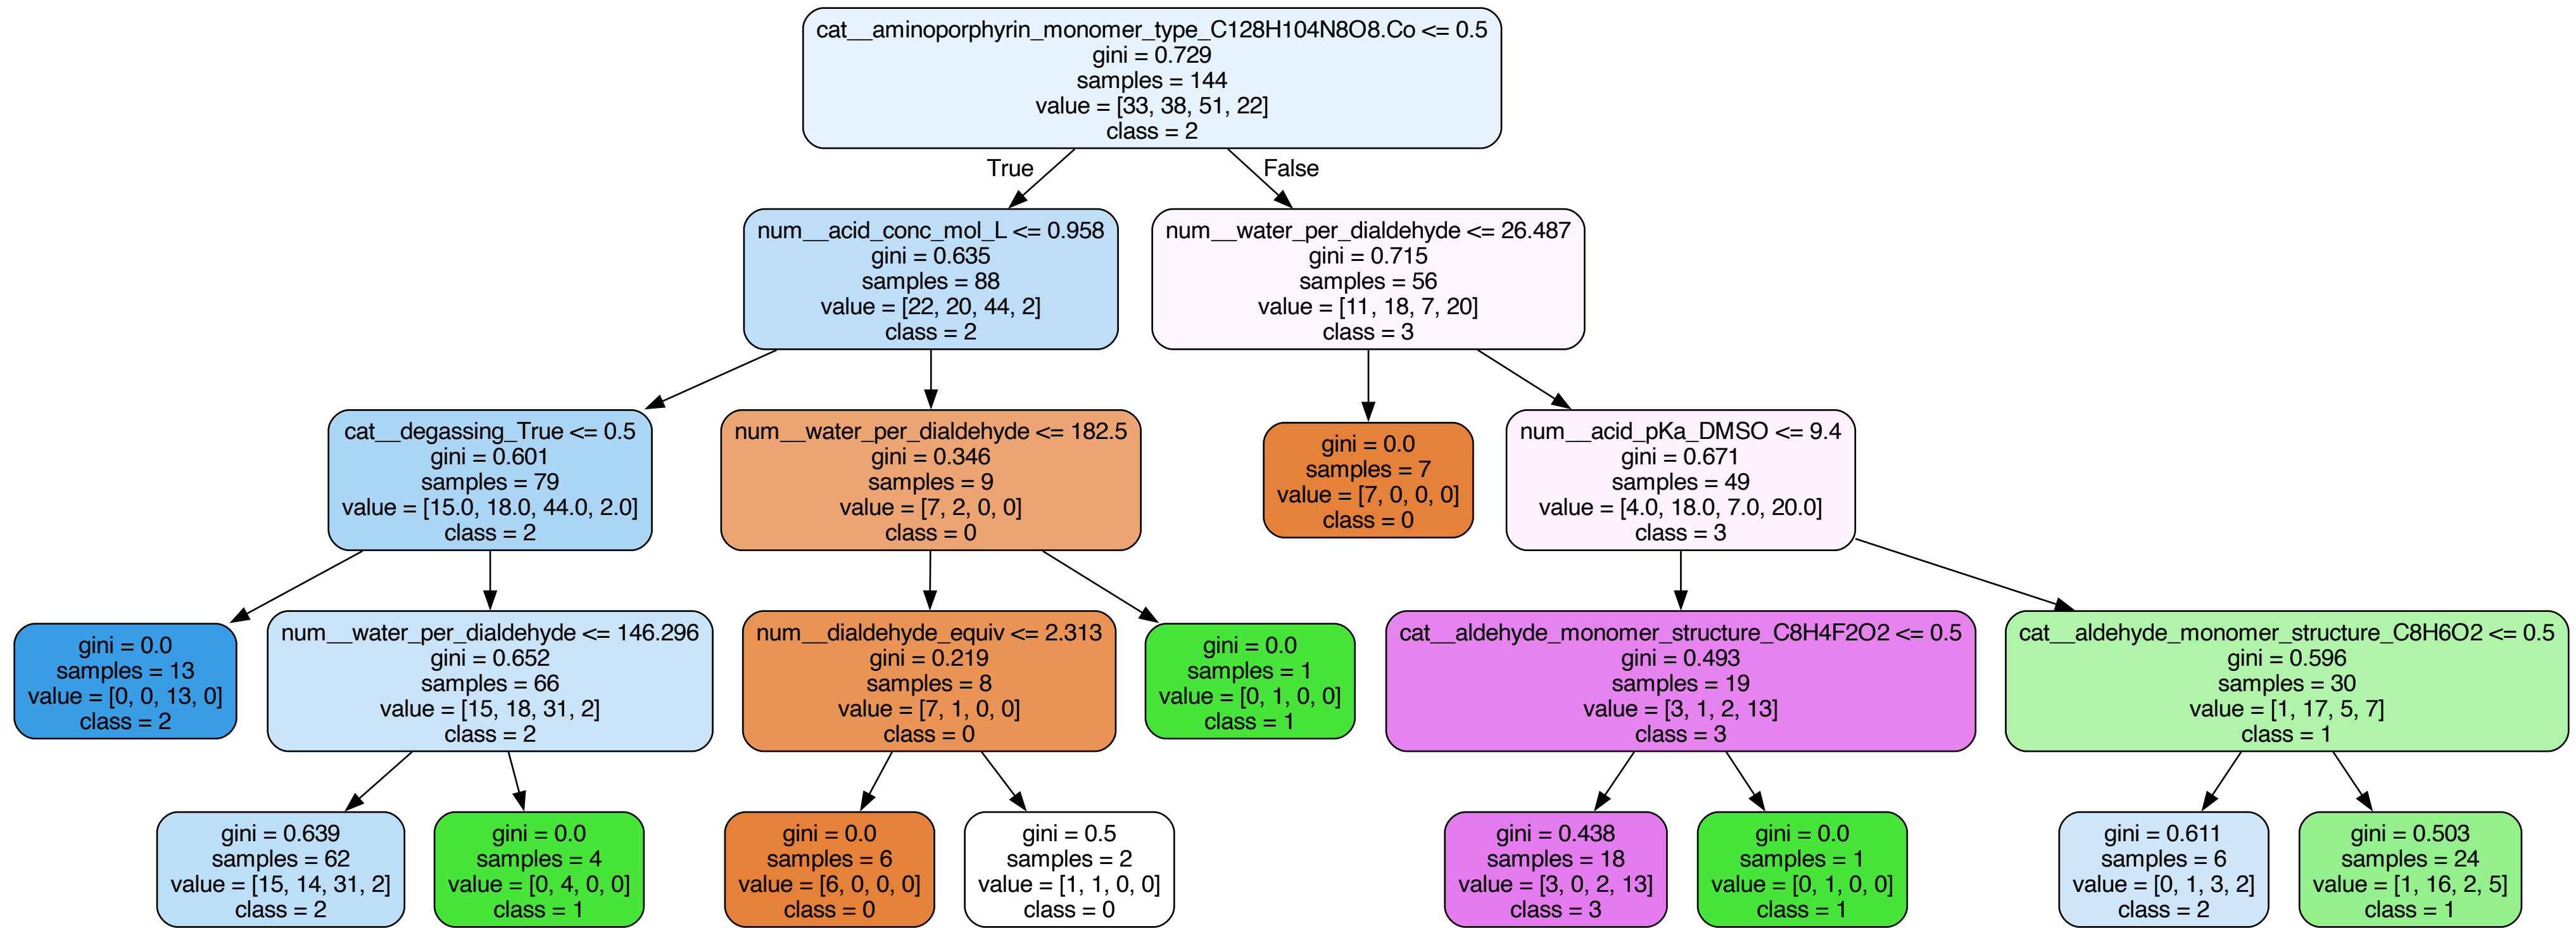 cat__aminoporphyrin_monomer_type_C128H104N8O8.Co <= 0.5
gini = 0.729
samples = 144
value = [33, 38, 51, 22]
class = 2
True
False
num__acid_conc_mol_L <= 0.958
gini = 0.635
samples = 88
value = [22, 20, 44, 2]
class = 2
num__water_per_dialdehyde <= 26.487
gini = 0.715
samples = 56
value = [11, 18, 7, 20]
class = 3
cat__degassing_True <= 0.5
gini = 0.601
samples = 79
value = [15.0, 18.0, 44.0, 2.0]
class = 2
num__water_per_dialdehyde <= 182.5
gini = 0.346
samples = 9
value = [7, 2, 0, 0]
class = 0
gini = 0.0
samples = 7
value = [7, 0, 0, 0]
class = 0
num__acid_pKa_DMSO <= 9.4
gini = 0.671
samples = 49
value = [4.0, 18.0, 7.0, 20.0]
class = 3
gini = 0.0
samples = 13
value = [0, 0, 13, 0]
class = 2
num__water_per_dialdehyde <= 146.296
gini = 0.652
samples = 66
value = [15, 18, 31, 2]
class = 2
num__dialdehyde_equiv <= 2.313
gini = 0.219
samples = 8
value = [7, 1, 0, 0]
class = 0
gini = 0.0
samples = 1
value = [0, 1, 0, 0]
class = 1
cat__aldehyde_monomer_structure_C8H4F2O2 <= 0.5
gini = 0.493
samples = 19
value = [3, 1, 2, 13]
class = 3
cat__aldehyde_monomer_structure_C8H6O2 <= 0.5
gini = 0.596
samples = 30
value = [1, 17, 5, 7]
class = 1
gini = 0.639
samples = 62
value = [15, 14, 31, 2]
class = 2
gini = 0.0
samples = 4
value = [0, 4, 0, 0]
class = 1
gini = 0.0
samples = 6
value = [6, 0, 0, 0]
class = 0
gini = 0.5
samples = 2
value = [1, 1, 0, 0]
class = 0
gini = 0.438
samples = 18
value = [3, 0, 2, 13]
class = 3
gini = 0.0
samples = 1
value = [0, 1, 0, 0]
class = 1
gini = 0.611
samples = 6
value = [0, 1, 3, 2]
class = 2
gini = 0.503
samples = 24
value = [1, 16, 2, 5]
class = 1